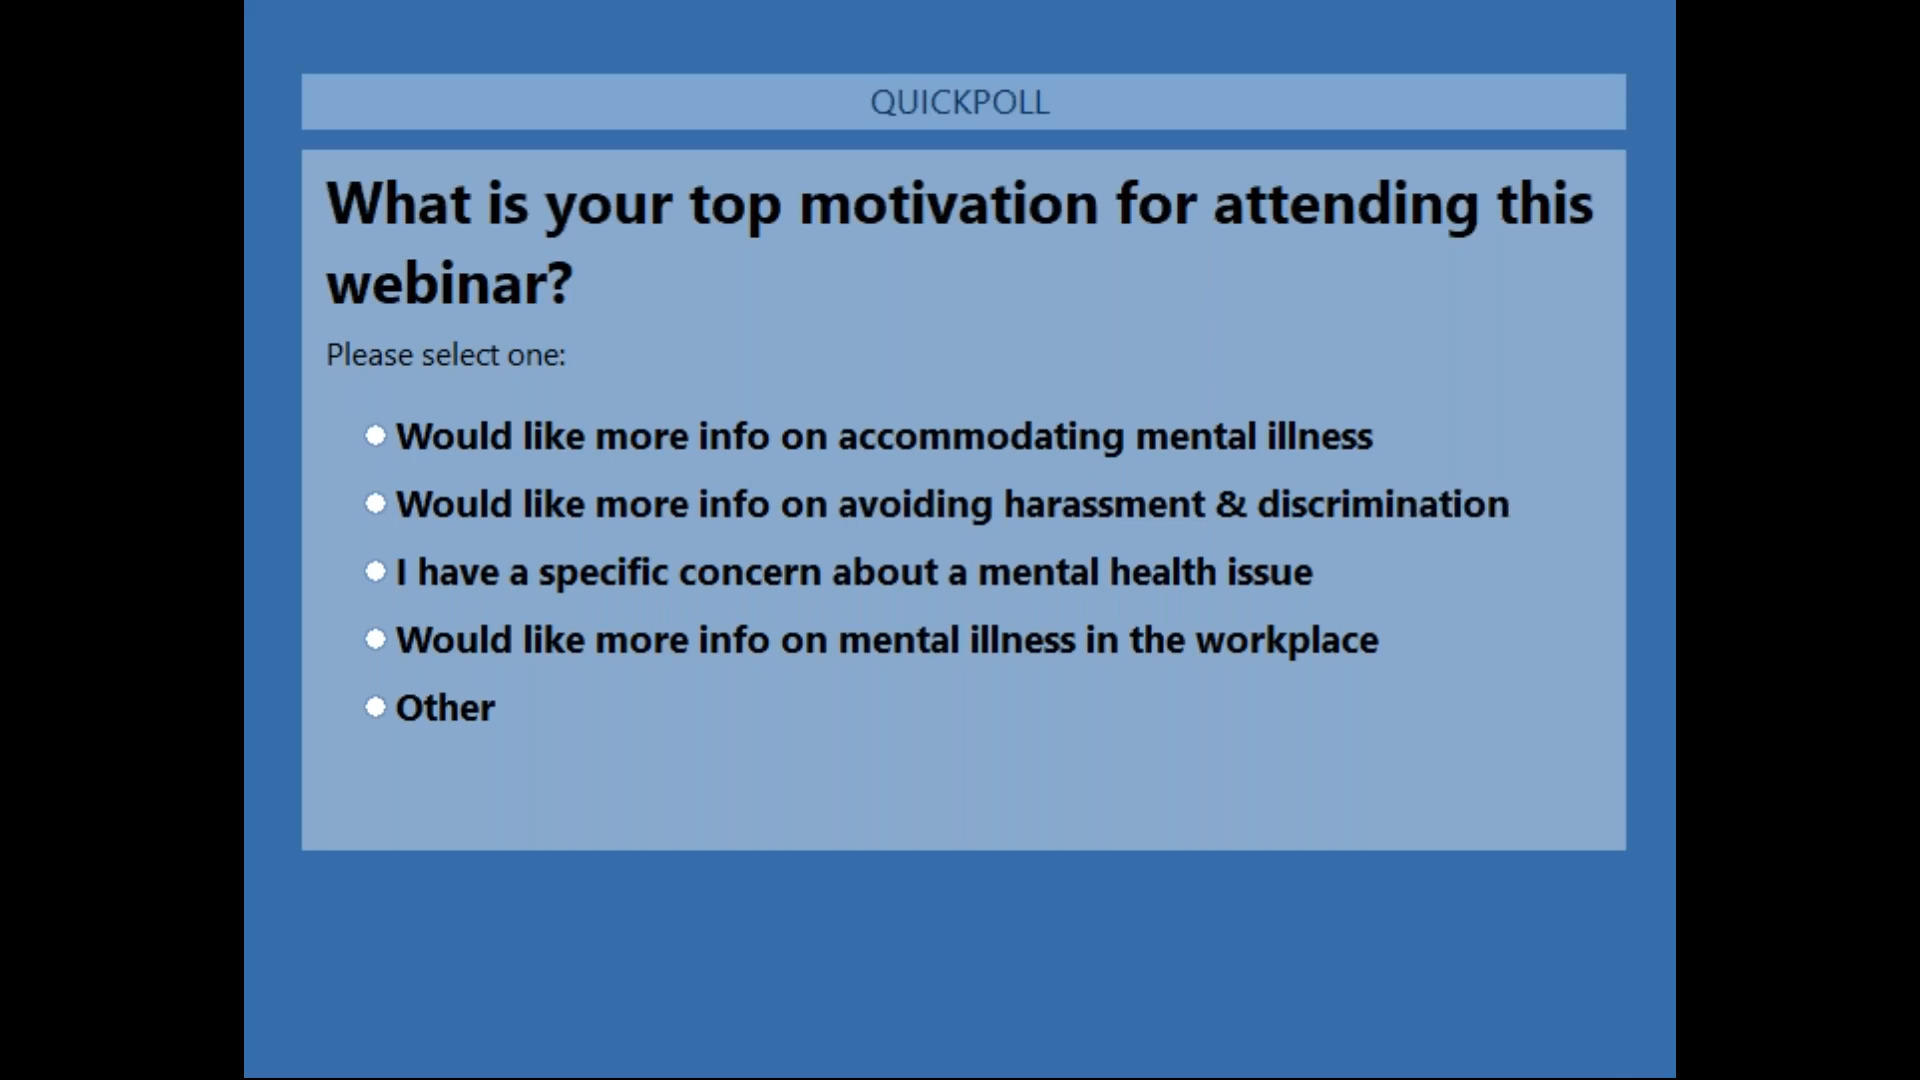 QUICKPOLL
What is your top motivation for attending this
webinar?
Please select one:
Would like more info on accommodating mental illness
Would like more info on avoiding harassment & discrimination
I have a specific concern about a mental health issue
Would like more info on mental illness in the workplace
Other